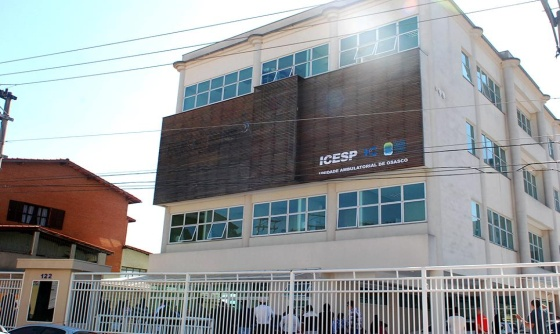 ICESP
UNIDADE AMBULATORIAL DE OSASCO
122